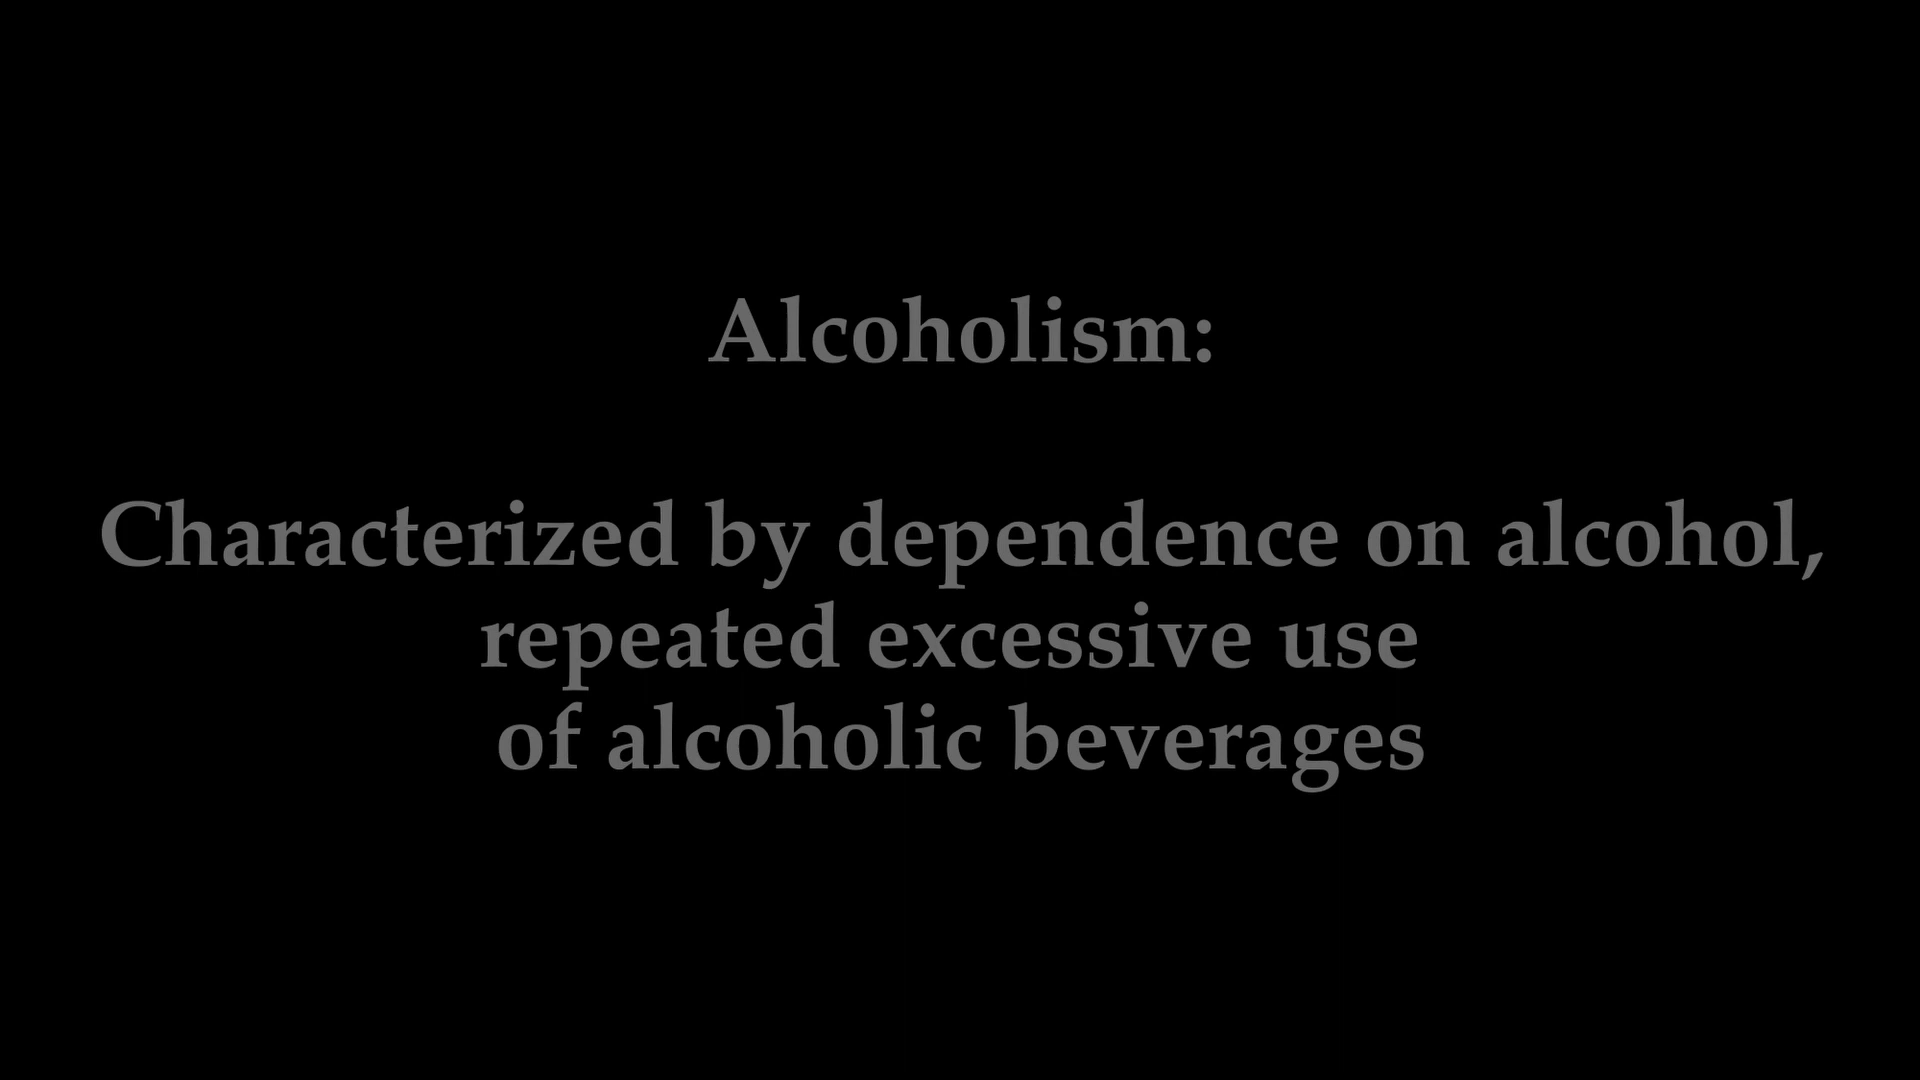 Alcoholism:
Characterized by dependence on alcohol,
repeated excessive use
of alcoholic beverages